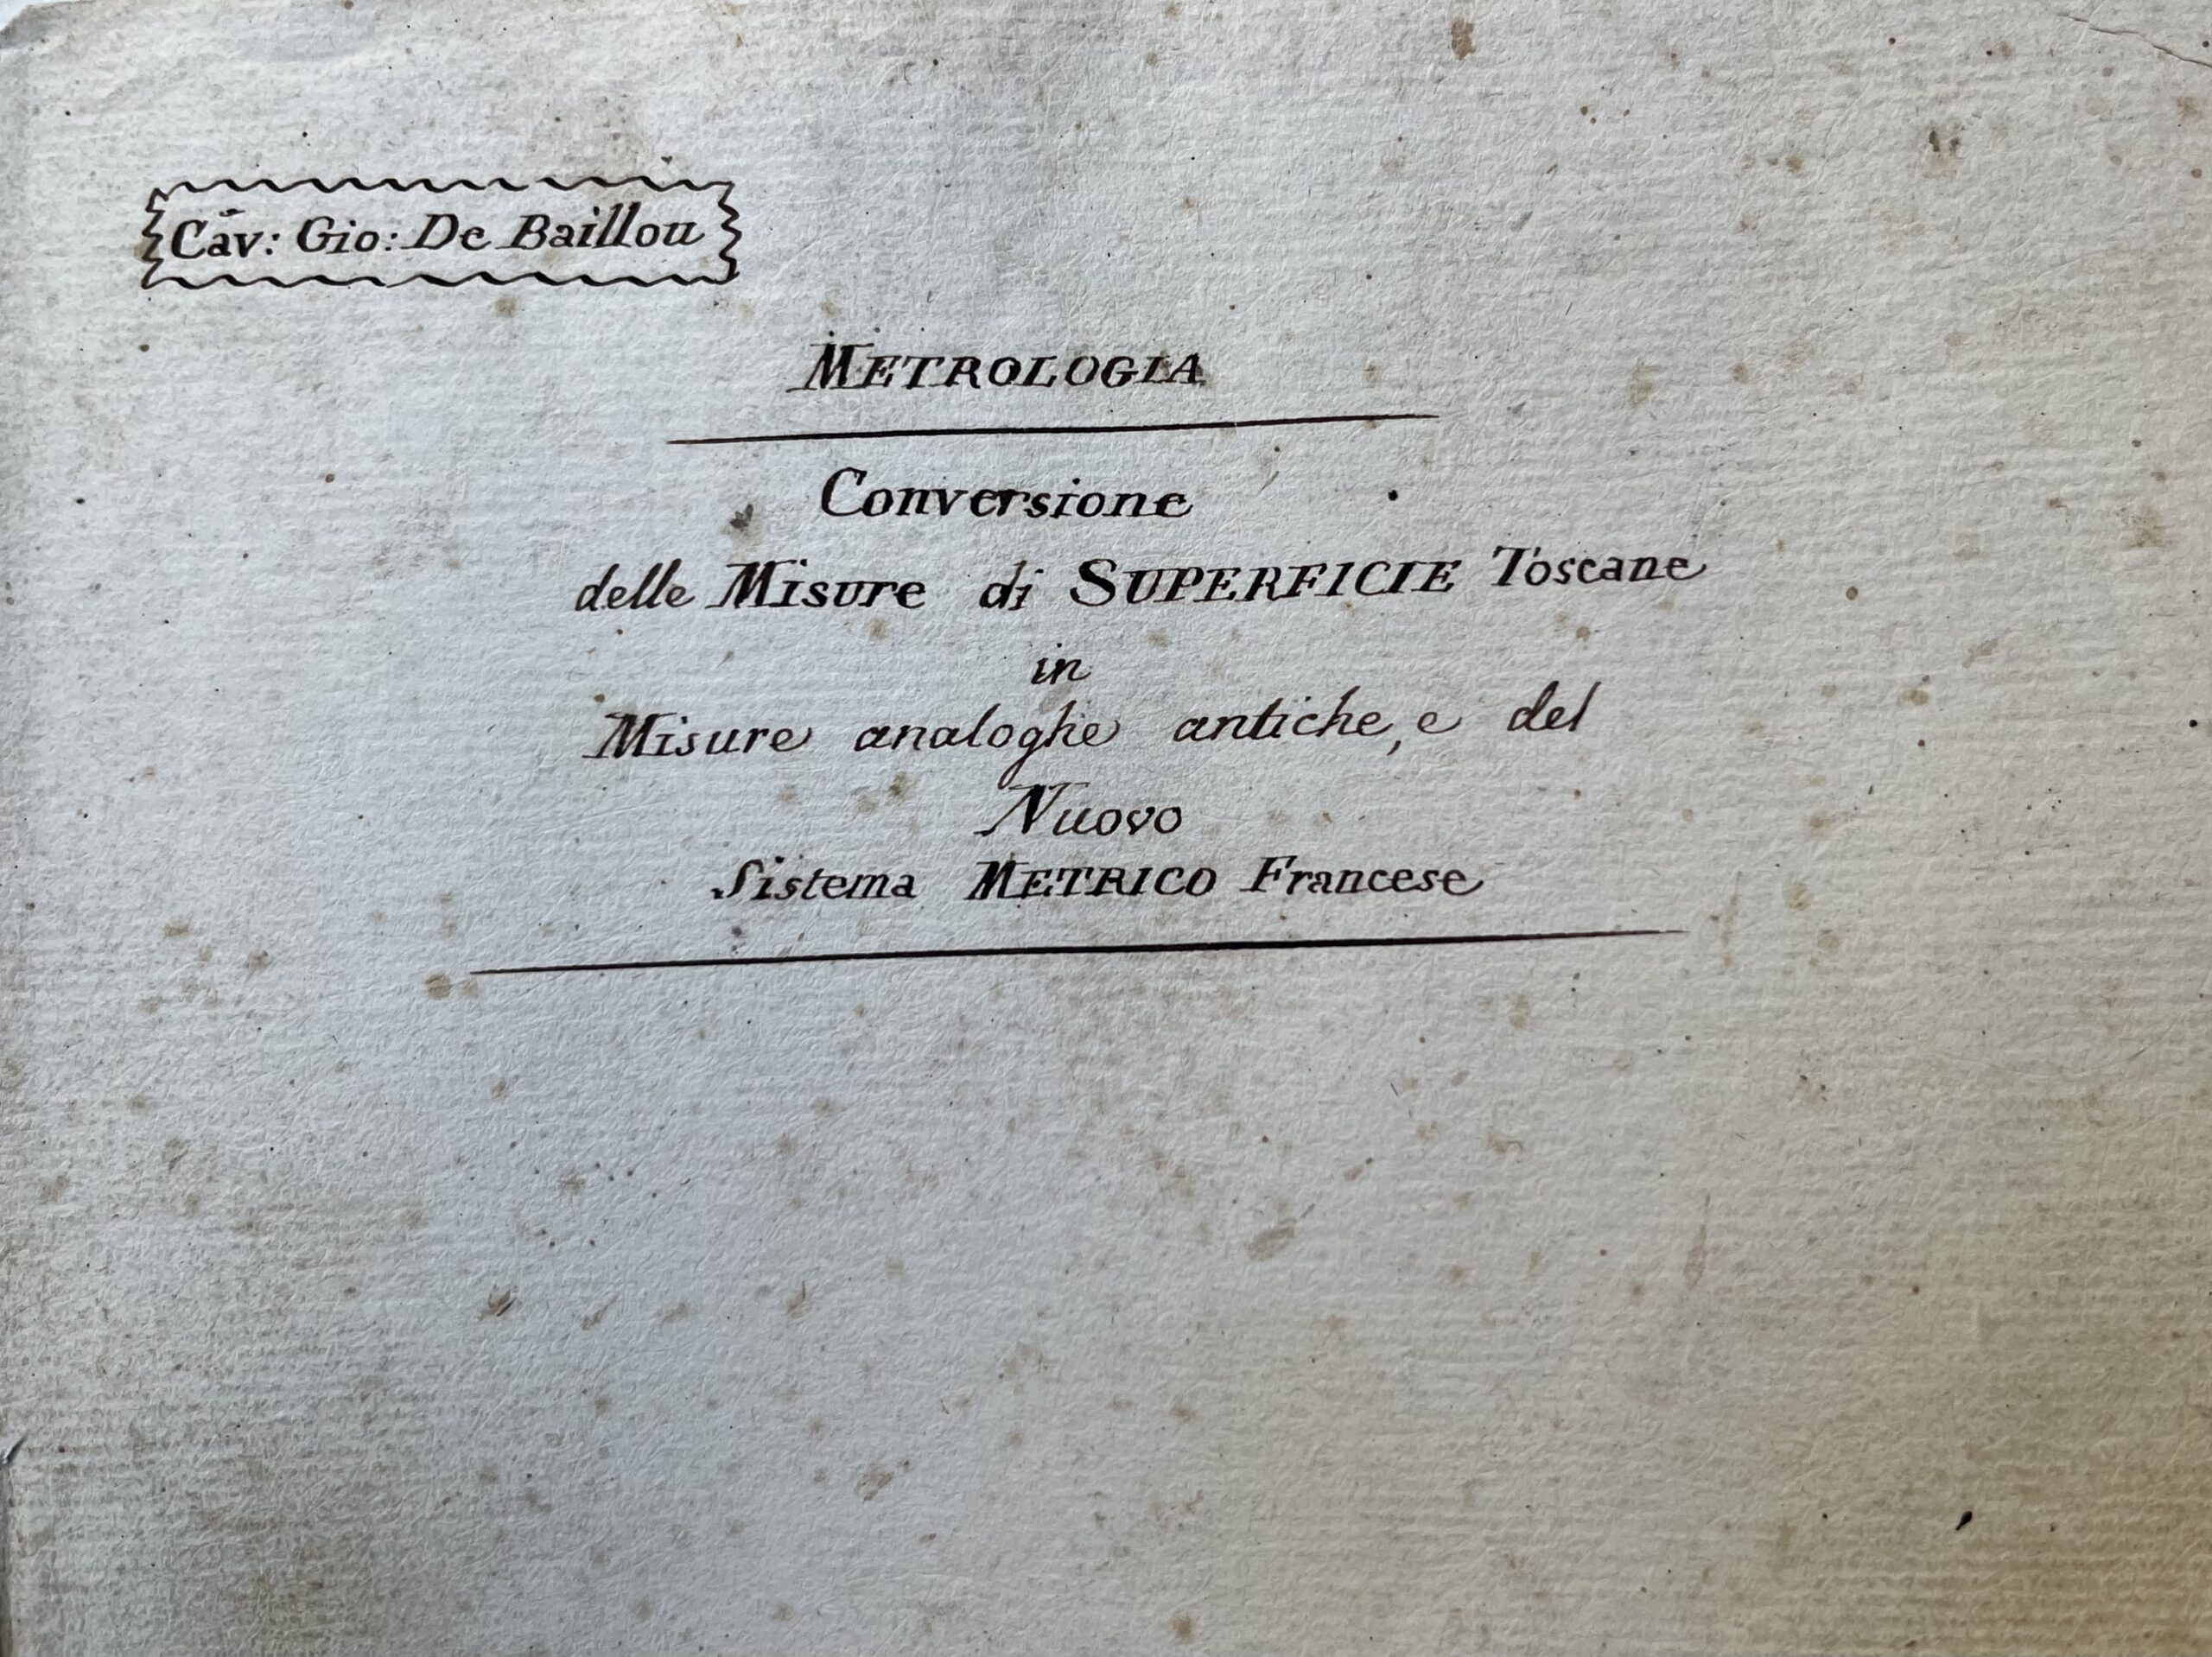 Cav: Gio: De Baillou
METROLOGIA
Conversione
delle Misure di SUPERFICIE Toscane
in
Misure analoghe antiche, e del
Nuovo
Sistema METRICO Francese